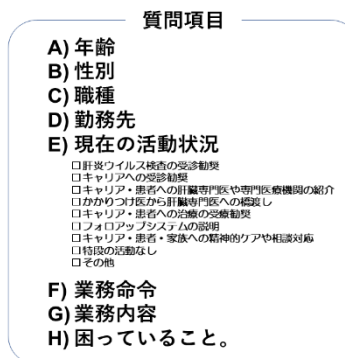 質問項目
A) 年齢
B) 性別
C) 職種
D) 勤務先
E) 現在の活動状況
□肝炎ウイルス検査の受診勧奨
□キャリアへの受診勧奨
□キャリア・患者への肝臓専門医や専門医療機関の紹介
□かかりつけ医から肝臓専門医への橋渡し
□キャリア・患者への治療の受療勧奨
□フォロアップシステムの説明
□キャリア・患者・家族への精神的ケアや相談対応
□特段の活動なし
□その他
F) 業務命令
G) 業務内容
H) 困っていること。